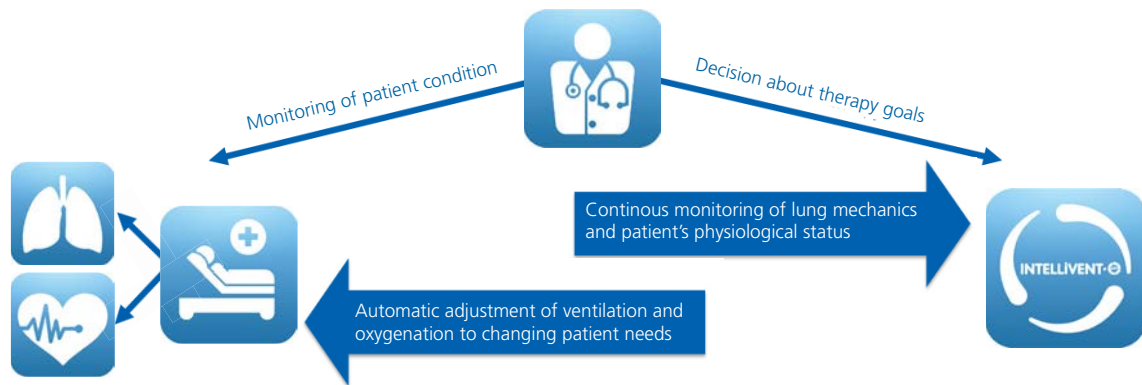 Monitoring of patient condition
Decision about therapy goals
Continous monitoring of lung mechanics
and patient's physiological status
INTELLiVENT-
Automatic adjustment of ventilation and
oxygenation to changing patient needs